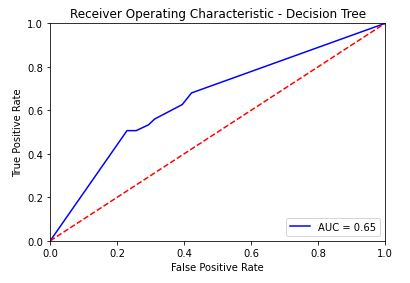 Receiver Operating Characteristic - Decision Tree
1.0
0.8
0.6
0.4
0.2
0.0
True Positive Rate
AUC = 0.65
0.0 0.2 0.4 0.6 0.8 1.0
False Positive Rate